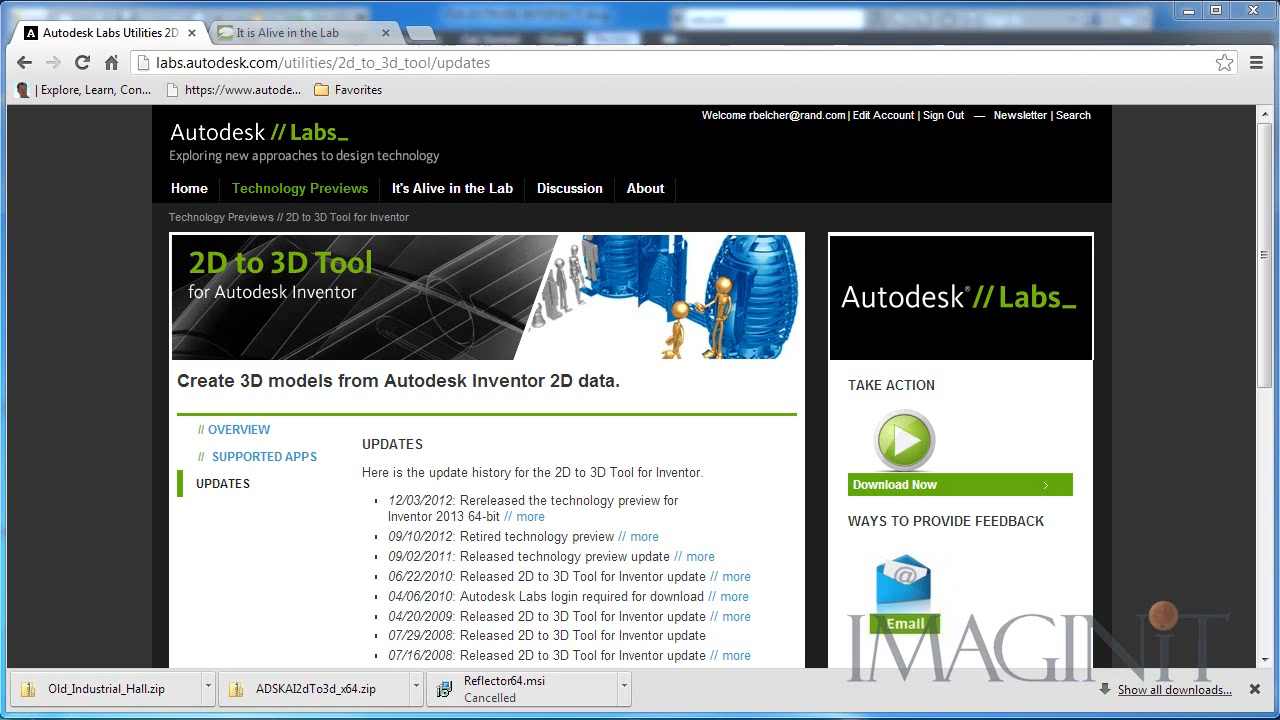 Autodesk Labs Utilities 2D
It is Alive in the Lab
labs.autodesk.com/utilities/2d_to_3d_tool/updates
| Explore, Learn, Con...
https://www.autode...
Favorites
Welcome rbelcher@rand.com | Edit Account | Sign Out — Newsletter | Search
Autodesk // Labs_
Exploring new approaches to design technology
Home
Technology Previews
It's Alive in the Lab
Discussion
About
Technology Previews // 2D to 3D Tool for Inventor
2D to 3D Tool
for Autodesk Inventor
Autodesk® // Labs_
Create 3D models from Autodesk Inventor 2D data.
// OVERVIEW
// SUPPORTED APPS
UPDATES
UPDATES
Here is the update history for the 2D to 3D Tool for Inventor.
▪ 12/03/2012: Rereleased the technology preview for
Inventor 2013 64-bit // more
▪ 09/10/2012: Retired technology preview // more
▪ 09/02/2011: Released technology preview update // more
▪ 06/22/2010: Released 2D to 3D Tool for Inventor update // more
▪ 04/06/2010: Autodesk Labs login required for download // more
▪ 04/20/2009: Released 2D to 3D Tool for Inventor update // more
▪ 07/29/2008: Released 2D to 3D Tool for Inventor update
▪ 07/16/2008: Released 2D to 3D Tool for Inventor update // more
TAKE ACTION
Download Now
WAYS TO PROVIDE FEEDBACK
@
Email
IMAGINiT
Old_Industrial_Hall.zip
ADSKAI2dTo3d_x64.zip
Reflector64.msi
Cancelled
Show all downloads...